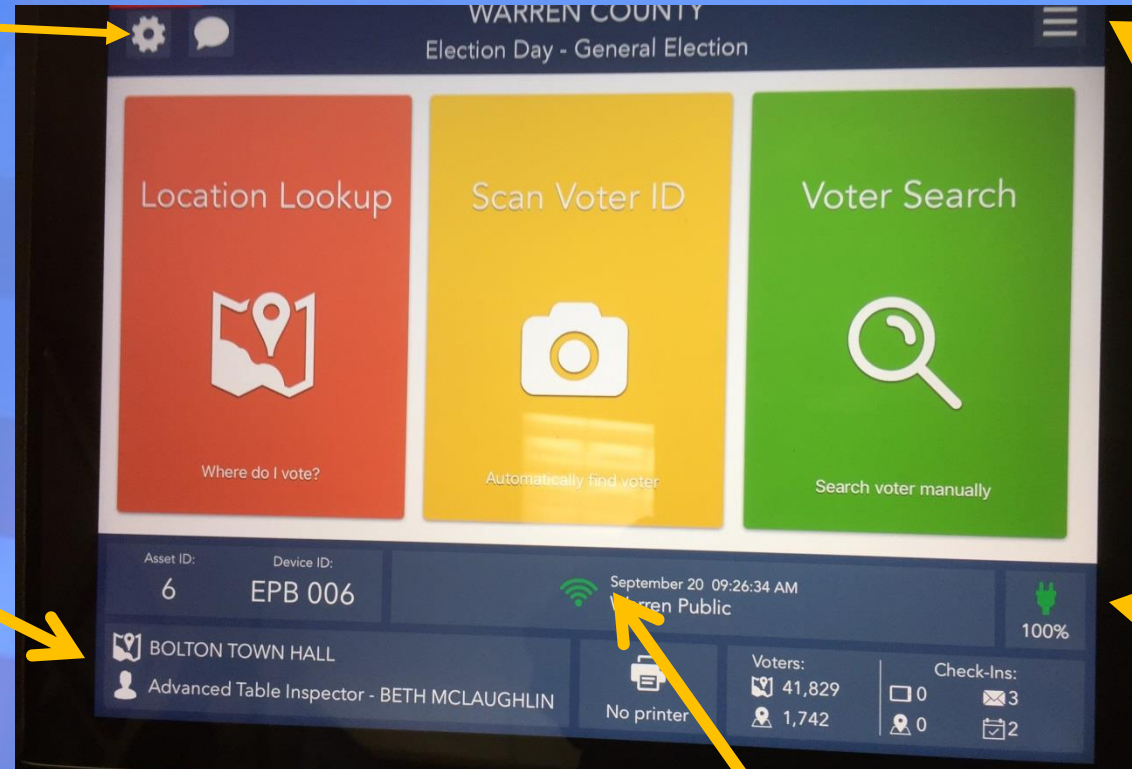 WARREN COUNTY
Election Day - General Election
Location Lookup
Where do I vote?
Scan Voter ID
Automatically find voter
Voter Search
Search voter manually
Asset ID:
6
Device ID:
EPB 006
September 20 09:26:34 AM
Warren Public
100%
BOLTON TOWN HALL
Advanced Table Inspector - BETH MCLAUGHLIN
No printer
Voters:
41,829
1,742
Check-Ins:
0
3
0
2